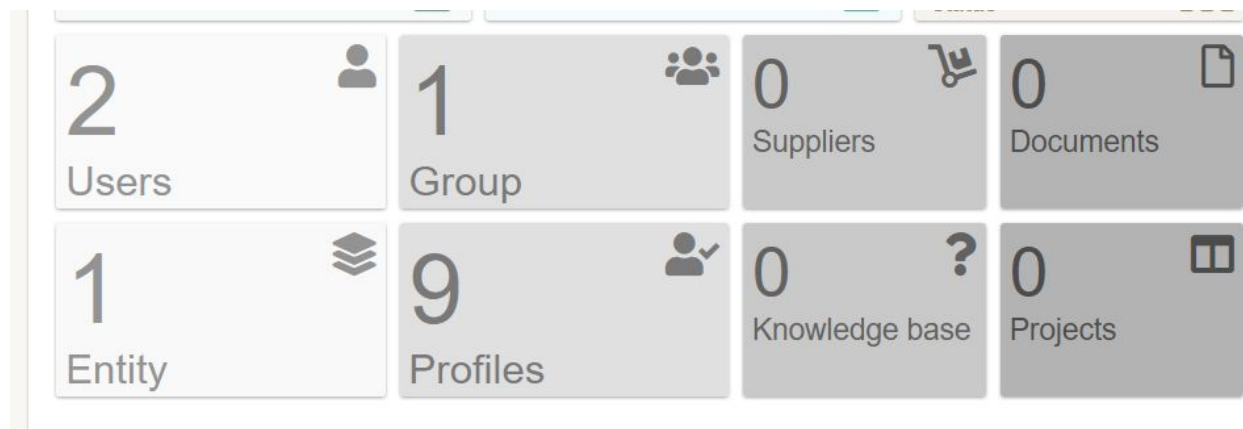 2
Users
1
Group
0
Suppliers
0
Documents
1
Entity
9
Profiles
0
Knowledge base
0
Projects